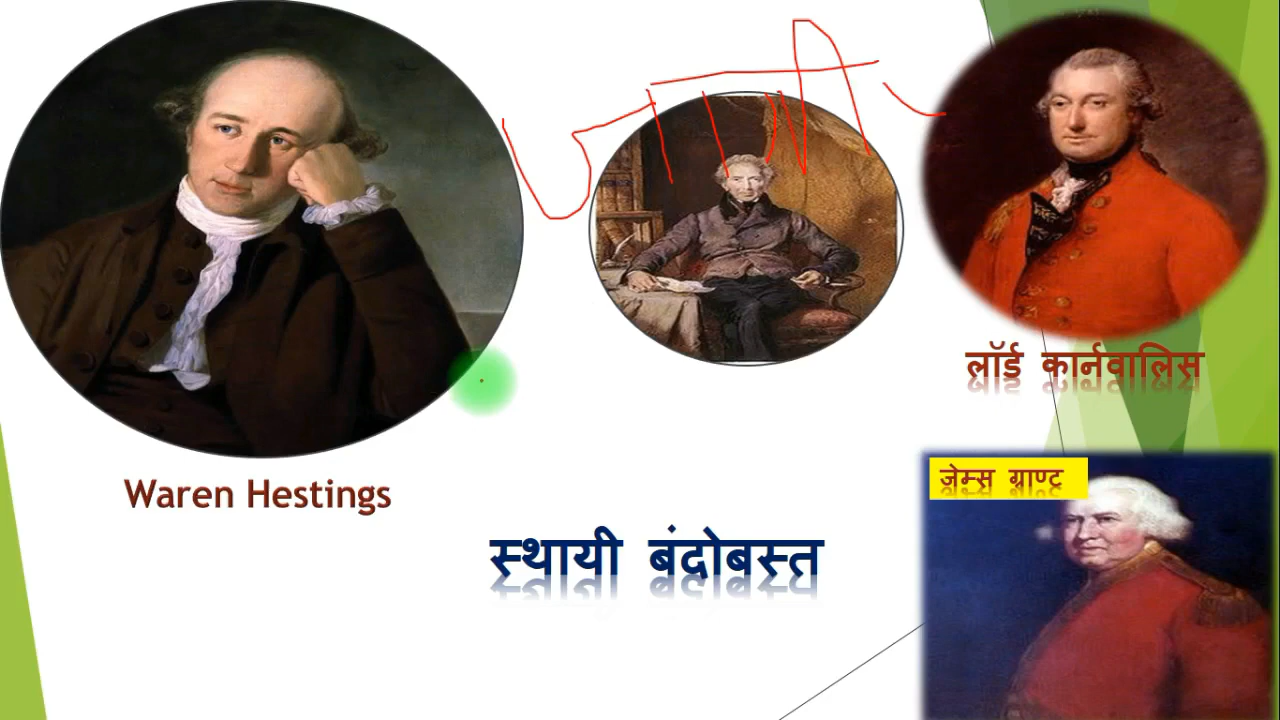 लॉर्ड कार्नवालिस
जेम्स ग्राण्ट
Waren Hestings
स्थायी बंदोबस्त